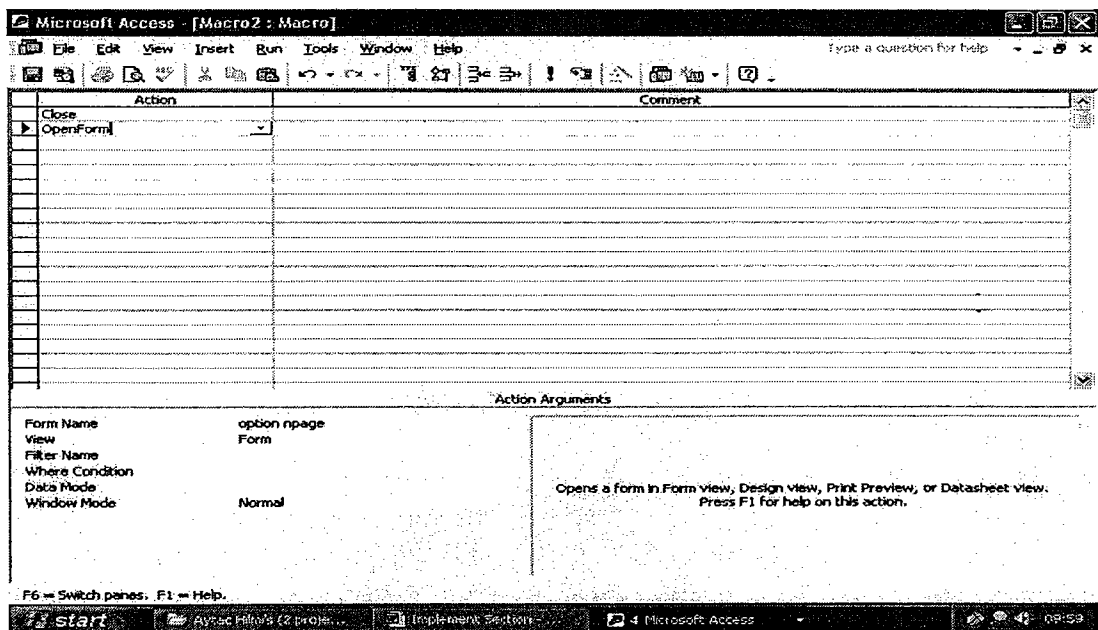 Microsoft Access - [Macro2 : Macro]
File Edit View Insert Run Tools Window Help Type a question for help
Action Comment
Close
OpenForm
Action Arguments
Form Name option npage
View Form
Filter Name
Where Condition
Data Mode
Window Mode Normal
Opens a form in Form view, Design view, Print Preview, or Datasheet view.
Press F1 for help on this action.
F6 = Switch panes. F1 = Help.
start (2 proje... Implement Section - 4 Microsoft Access 09:59